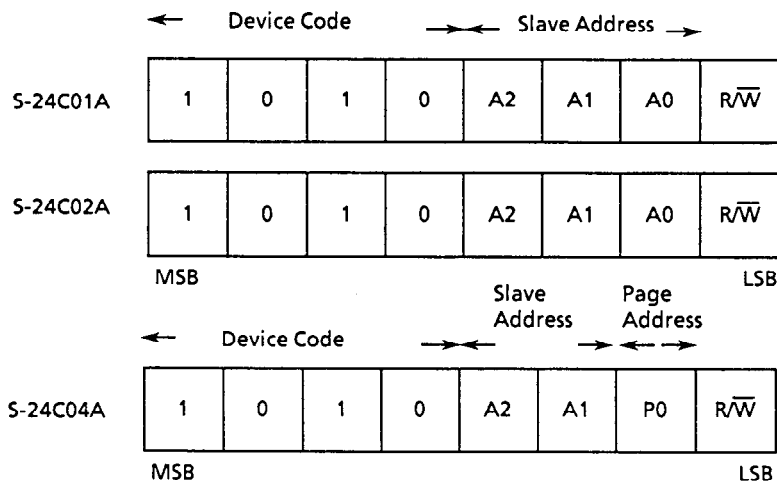 ← Device Code → ← Slave Address →
S-24C01A 1 0 1 0 A2 A1 A0 R/W̅
S-24C02A 1 0 1 0 A2 A1 A0 R/W̅
MSB LSB
Slave Address Page Address
← Device Code → ← → ← →
S-24C04A 1 0 1 0 A2 A1 P0 R/W̅
MSB LSB